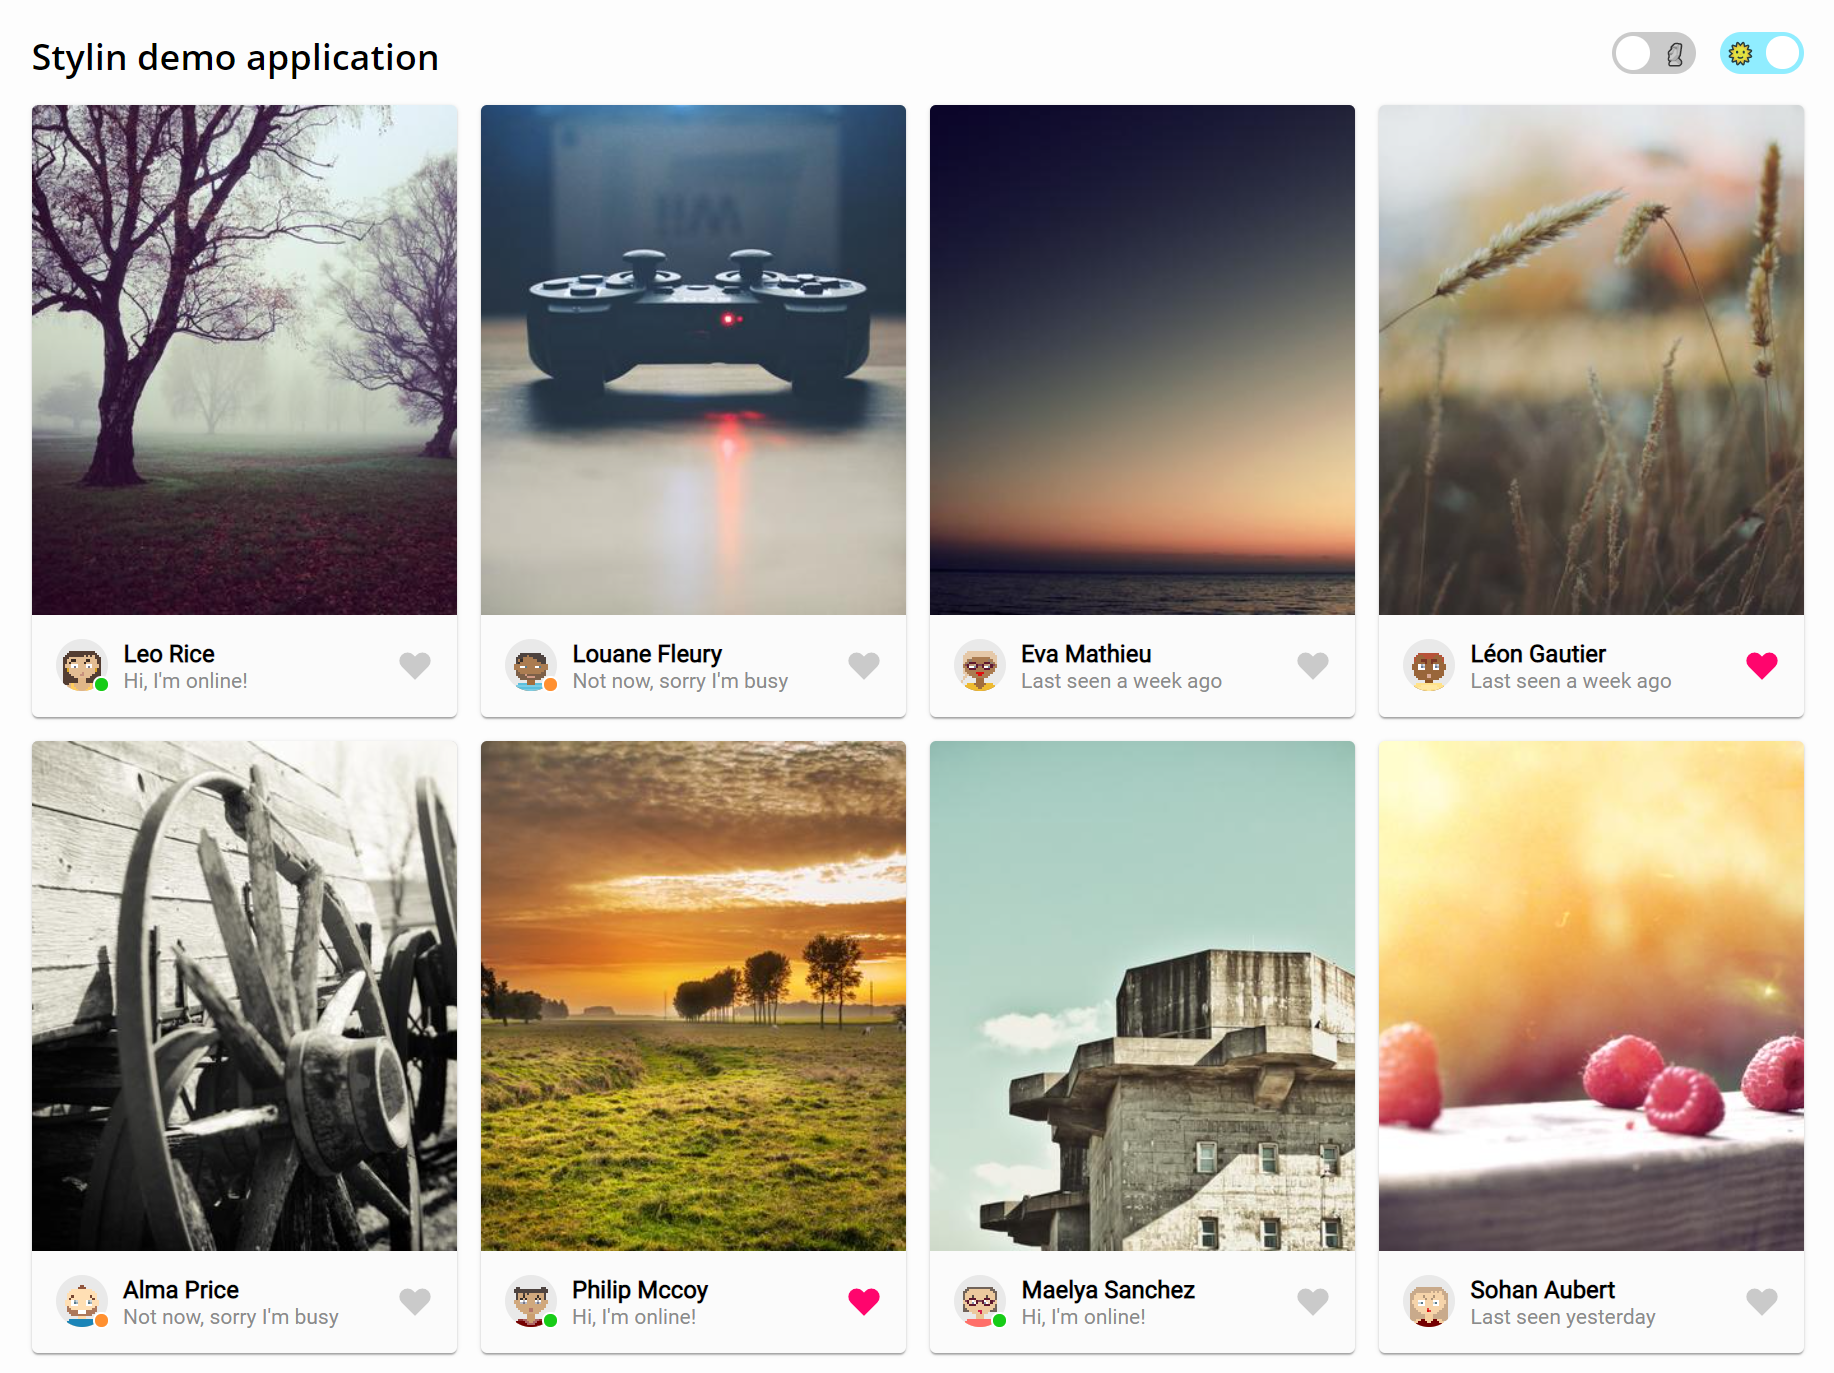 Stylin demo application
Leo Rice
Hi, I'm online!
Louane Fleury
Not now, sorry I'm busy
Eva Mathieu
Last seen a week ago
Léon Gautier
Last seen a week ago
Alma Price
Not now, sorry I'm busy
Philip Mccoy
Hi, I'm online!
Maelya Sanchez
Hi, I'm online!
Sohan Aubert
Last seen yesterday